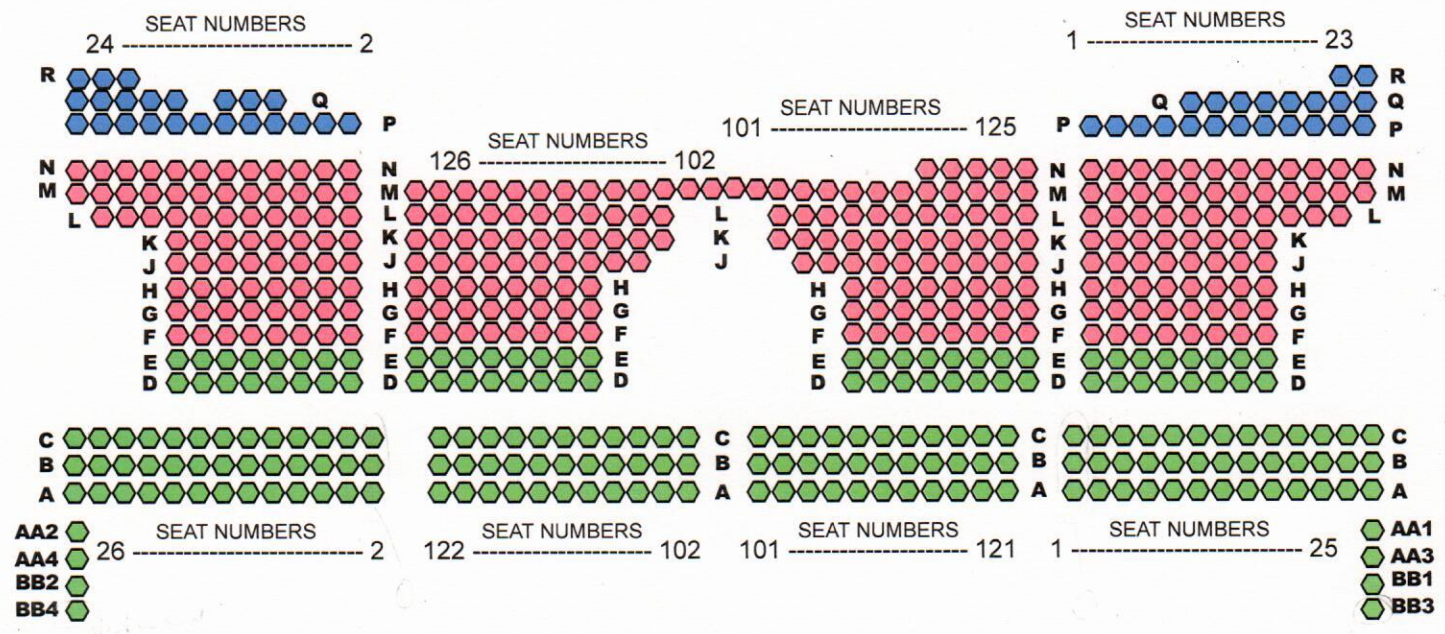 SEAT NUMBERS
24 ---------------------- 2
SEAT NUMBERS
1 ---------------------- 23
R
R
Q
Q
Q
P
P
P
SEAT NUMBERS
101 ------------------ 125
SEAT NUMBERS
126 ------------------ 102
N N N N
M M M M
L L L L L
K K K K K
J J J J J
H H H H H
G G G G G
F F F F F
E E E E E E
D D D D D D
C C C C
B B B B
A A A A
AA2
AA4
BB2
BB4
SEAT NUMBERS
26 ---------------------- 2
SEAT NUMBERS
122 ------------------ 102
SEAT NUMBERS
101 ------------------ 121
SEAT NUMBERS
1 ---------------------- 25
AA1
AA3
BB1
BB3